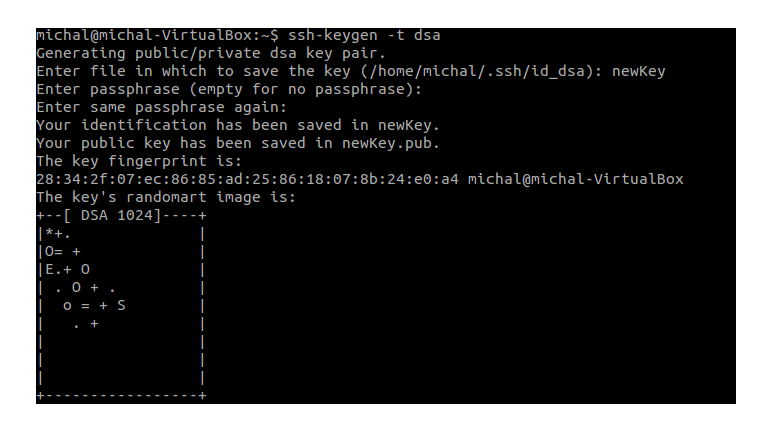 michal@michal-VirtualBox:~$ ssh-keygen -t dsa
Generating public/private dsa key pair.
Enter file in which to save the key (/home/michal/.ssh/id_dsa): newKey
Enter passphrase (empty for no passphrase):
Enter same passphrase again:
Your identification has been saved in newKey.
Your public key has been saved in newKey.pub.
The key fingerprint is:
28:34:2f:07:ec:86:85:ad:25:86:18:07:8b:24:e0:a4 michal@michal-VirtualBox
The key's randomart image is:
+--[ DSA 1024]----+
|*+.              |
|O= +             |
|E.+ O            |
| . O + .         |
|  o = + S        |
|   . +           |
|                 |
|                 |
|                 |
+-----------------+